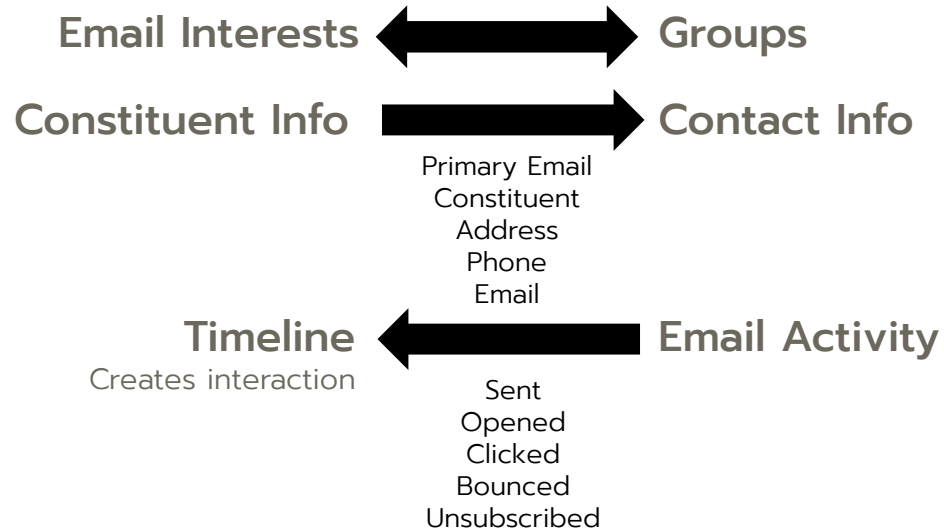 Email Interests Groups
Constituent Info Contact Info
Primary Email
Constituent
Address
Phone
Email
Timeline Email Activity
Creates interaction
Sent
Opened
Clicked
Bounced
Unsubscribed